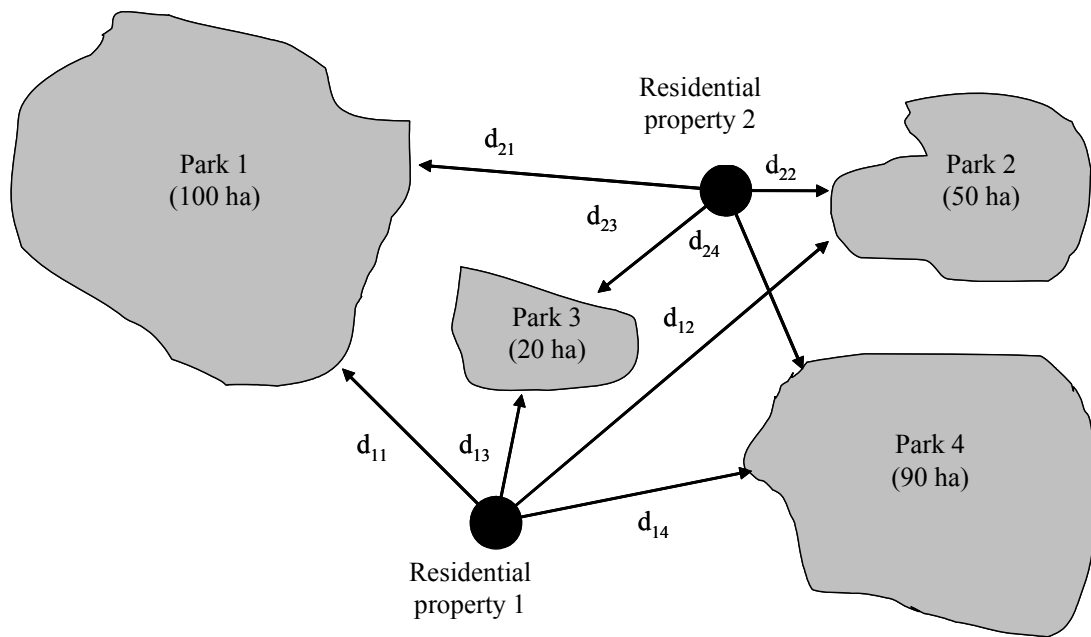 Residential
property 2
Park 1
(100 ha)
d21
d22
Park 2
(50 ha)
d23
d24
Park 3
(20 ha)
d12
d11
d13
Park 4
(90 ha)
d14
Residential
property 1